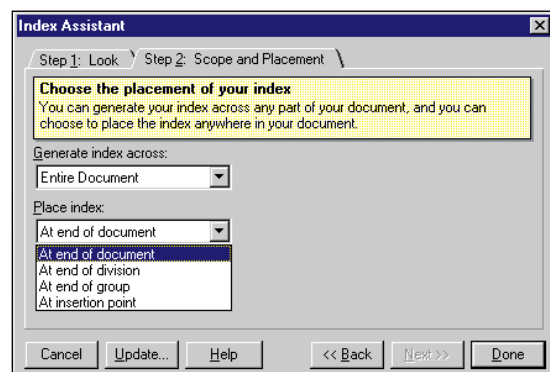 Index Assistant
Step 1: Look
Step 2: Scope and Placement
Choose the placement of your index
You can generate your index across any part of your document, and you can
choose to place the index anywhere in your document.
Generate index across:
Entire Document
Place index:
At end of document
At end of document
At end of division
At end of group
At insertion point
Cancel
Update...
Help
<< Back
Next >>
Done